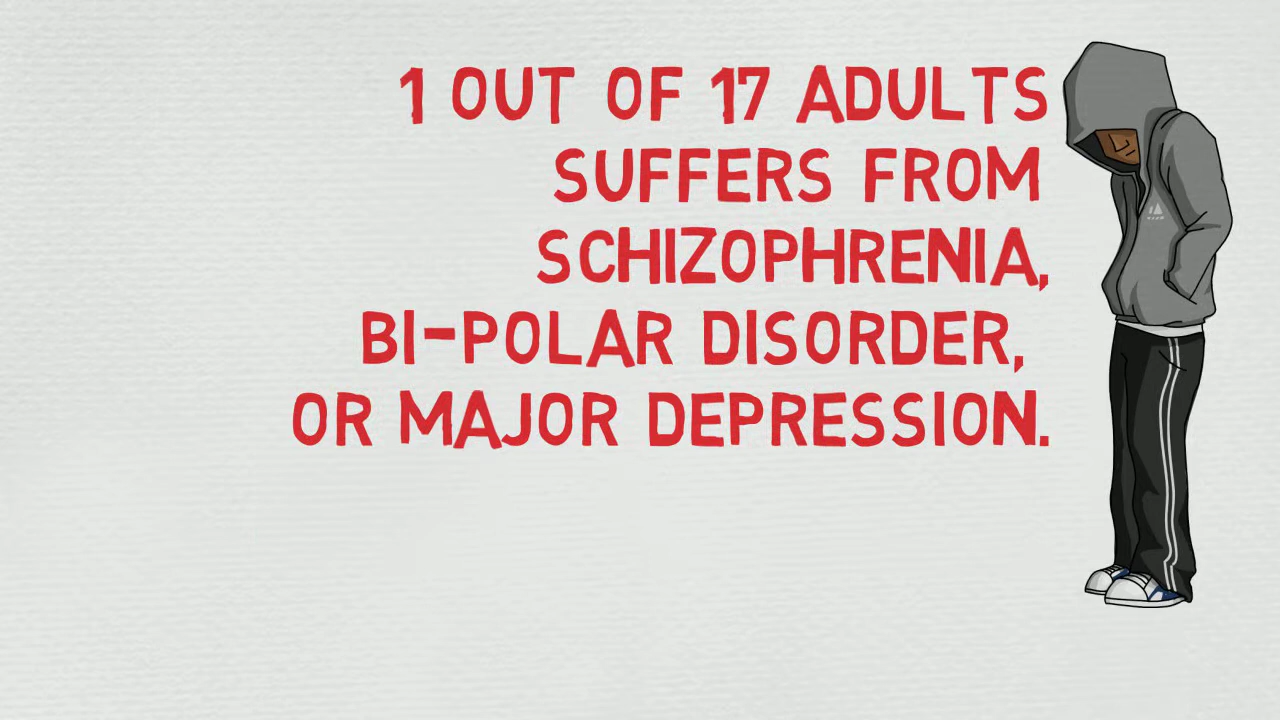 1 OUT OF 17 ADULTS
SUFFERS FROM
SCHIZOPHRENIA,
BI-POLAR DISORDER,
OR MAJOR DEPRESSION.